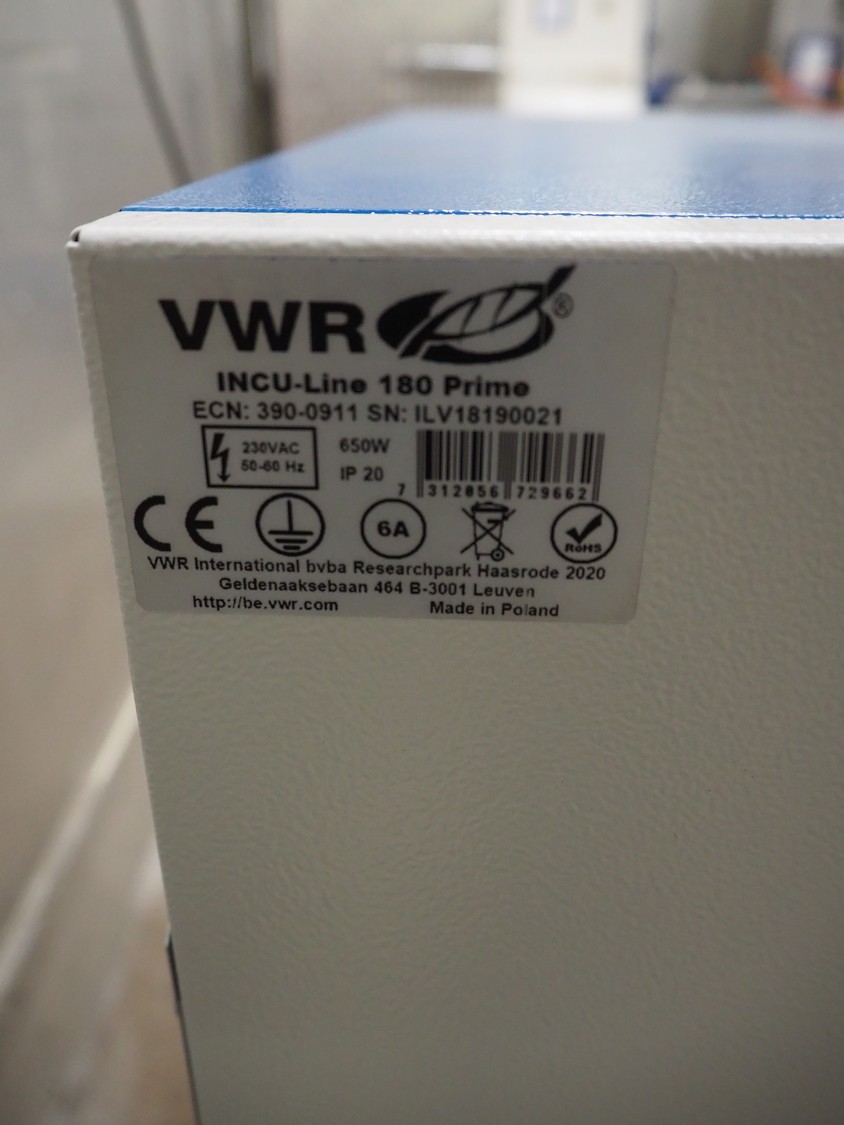 VWR®
INCU-Line 180 Prime
ECN: 390-0911 SN: ILV18190021
230VAC
50-60 Hz
650W
IP 20
7 312856 729662
CE
6A
RoHS
VWR International bvba Researchpark Haasrode 2020
Geldenaaksebaan 464 B-3001 Leuven
http://be.vwr.com Made in Poland